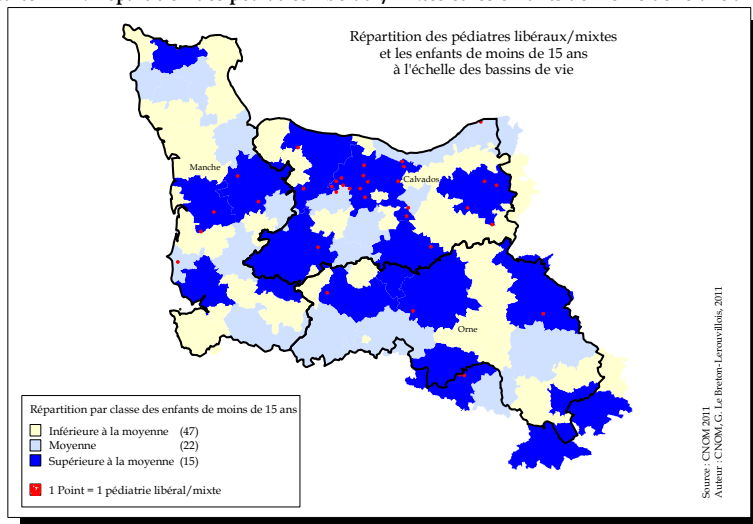 Répartition des pédiatres libéraux/mixtes
et les enfants de moins de 15 ans
à l'échelle des bassins de vie
Manche
Calvados
Orne
Répartition par classe des enfants de moins de 15 ans
Inférieure à la moyenne (47)
Moyenne (22)
Supérieure à la moyenne (15)
1 Point = 1 pédiatrie libéral/mixte
Source : CNOM 2011
Auteur : CNOM, G. Le Breton-Lerouvillois, 2011